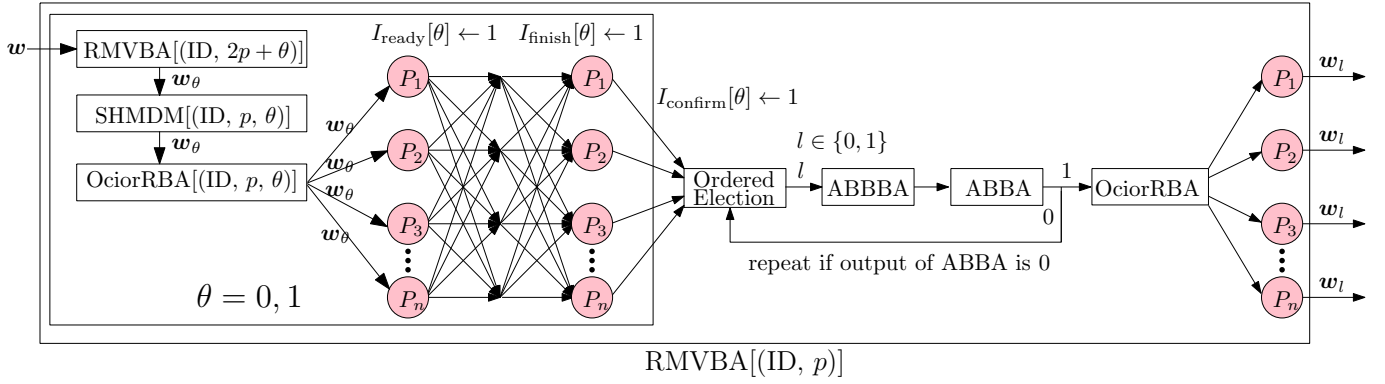 w
RMVBA[(ID, 2p + θ)]
w_θ
SHMDM[(ID, p, θ)]
w_θ
OciorRBA[(ID, p, θ)]
θ = 0, 1
w_θ
w_θ
w_θ
w_θ
I_ready[θ] ← 1
P_1
P_2
P_3
P_n
I_finish[θ] ← 1
P_1
P_2
P_3
P_n
I_confirm[θ] ← 1
Ordered
Election
l ∈ {0, 1}
l
ABBBA
ABBA
1
0
repeat if output of ABBA is 0
OciorRBA
P_1
P_2
P_3
P_n
w_l
w_l
w_l
w_l
RMVBA[(ID, p)]